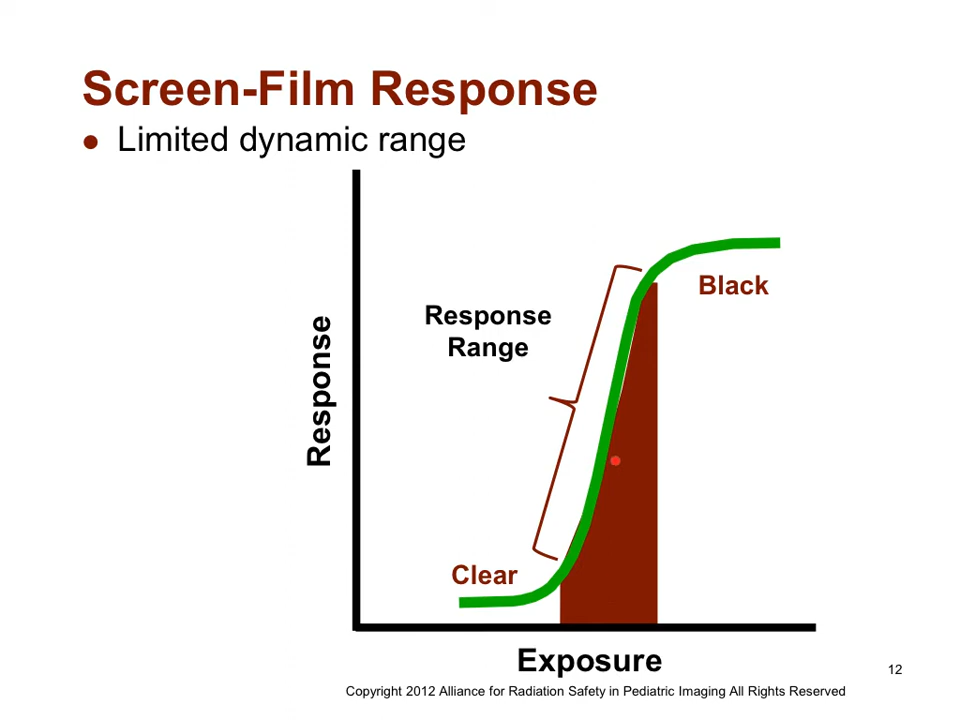 Screen-Film Response
Limited dynamic range
Response
Range
Black
Response
Clear
Exposure
12
Copyright 2012 Alliance for Radiation Safety in Pediatric Imaging All Rights Reserved